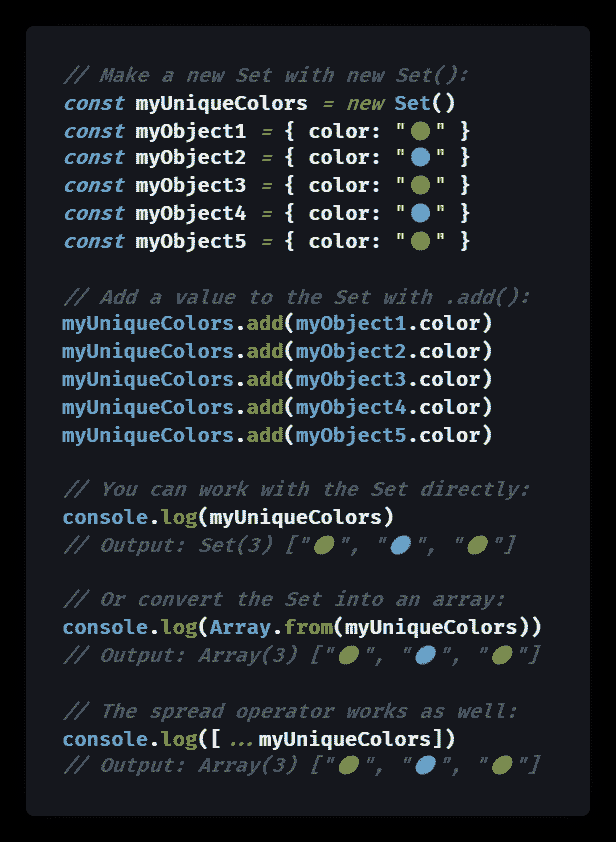 // Make a new Set with new Set():
const myUniqueColors = new Set()
const myObject1 = { color: "🟢" }
const myObject2 = { color: "🔵" }
const myObject3 = { color: "🟢" }
const myObject4 = { color: "🔵" }
const myObject5 = { color: "🟢" }
// Add a value to the Set with .add():
myUniqueColors.add(myObject1.color)
myUniqueColors.add(myObject2.color)
myUniqueColors.add(myObject3.color)
myUniqueColors.add(myObject4.color)
myUniqueColors.add(myObject5.color)
// You can work with the Set directly:
console.log(myUniqueColors)
// Output: Set(3) ["🟢", "🔵", "🟢"]
// Or convert the Set into an array:
console.log(Array.from(myUniqueColors))
// Output: Array(3) ["🟢", "🔵", "🟢"]
// The spread operator works as well:
console.log([...myUniqueColors])
// Output: Array(3) ["🟢", "🔵", "🟢"]